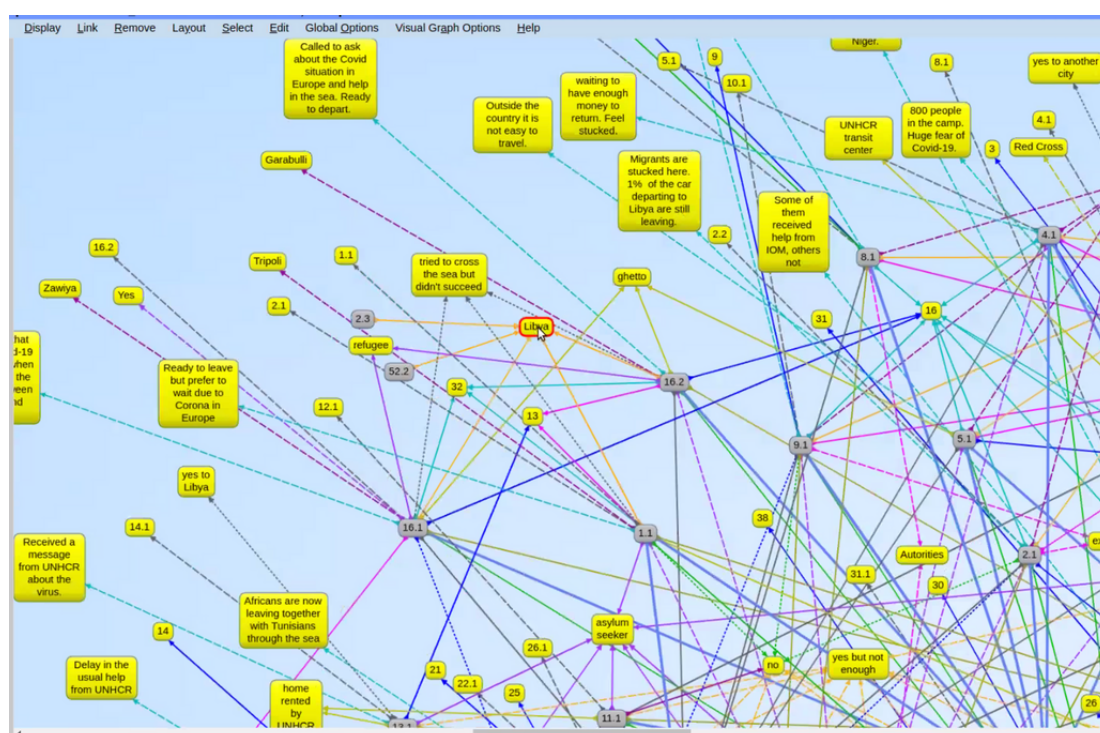 Display Link Remove Layout Select Edit Global Options Visual Graph Options Help
Called to ask
about the Covid
situation in
Europe and help
in the sea. Ready
to depart.
waiting to
have enough
money to
return. Feel
stucked.
Outside the
country it is
not easy to
travel.
5.1
9
10.1
Niger.
8.1
yes to another
city
UNHCR
transit
center
800 people
in the camp.
Huge fear of
Covid-19.
4.1
3
Red Cross
Garabulli
Migrants are
stucked here.
1% of the car
departing to
Libya are still
leaving.
Some of
them
received
help from
IOM, others
not
2.2
4.1
8.1
16.2
1.1
Tripoli
tried to cross
the sea but
didn't succeed
ghetto
Zawiya
Yes
2.1
2.3
Libya
31
16
refugee
52.2
32
16.2
Ready to leave
but prefer to
wait due to
Corona in
Europe
12.1
13
9.1
5.1
yes to
Libya
14.1
16.1
1.1
38
Autorities
2.1
31.1
30
Received a
message
from UNHCR
about the
virus.
Africans are now
leaving together
with Tunisians
through the sea
asylum
seeker
14
26.1
no
yes but not
enough
Delay in the
usual help
from UNHCR
21
22.1
25
home
rented
by
UNHCR
13.1
11.1
26